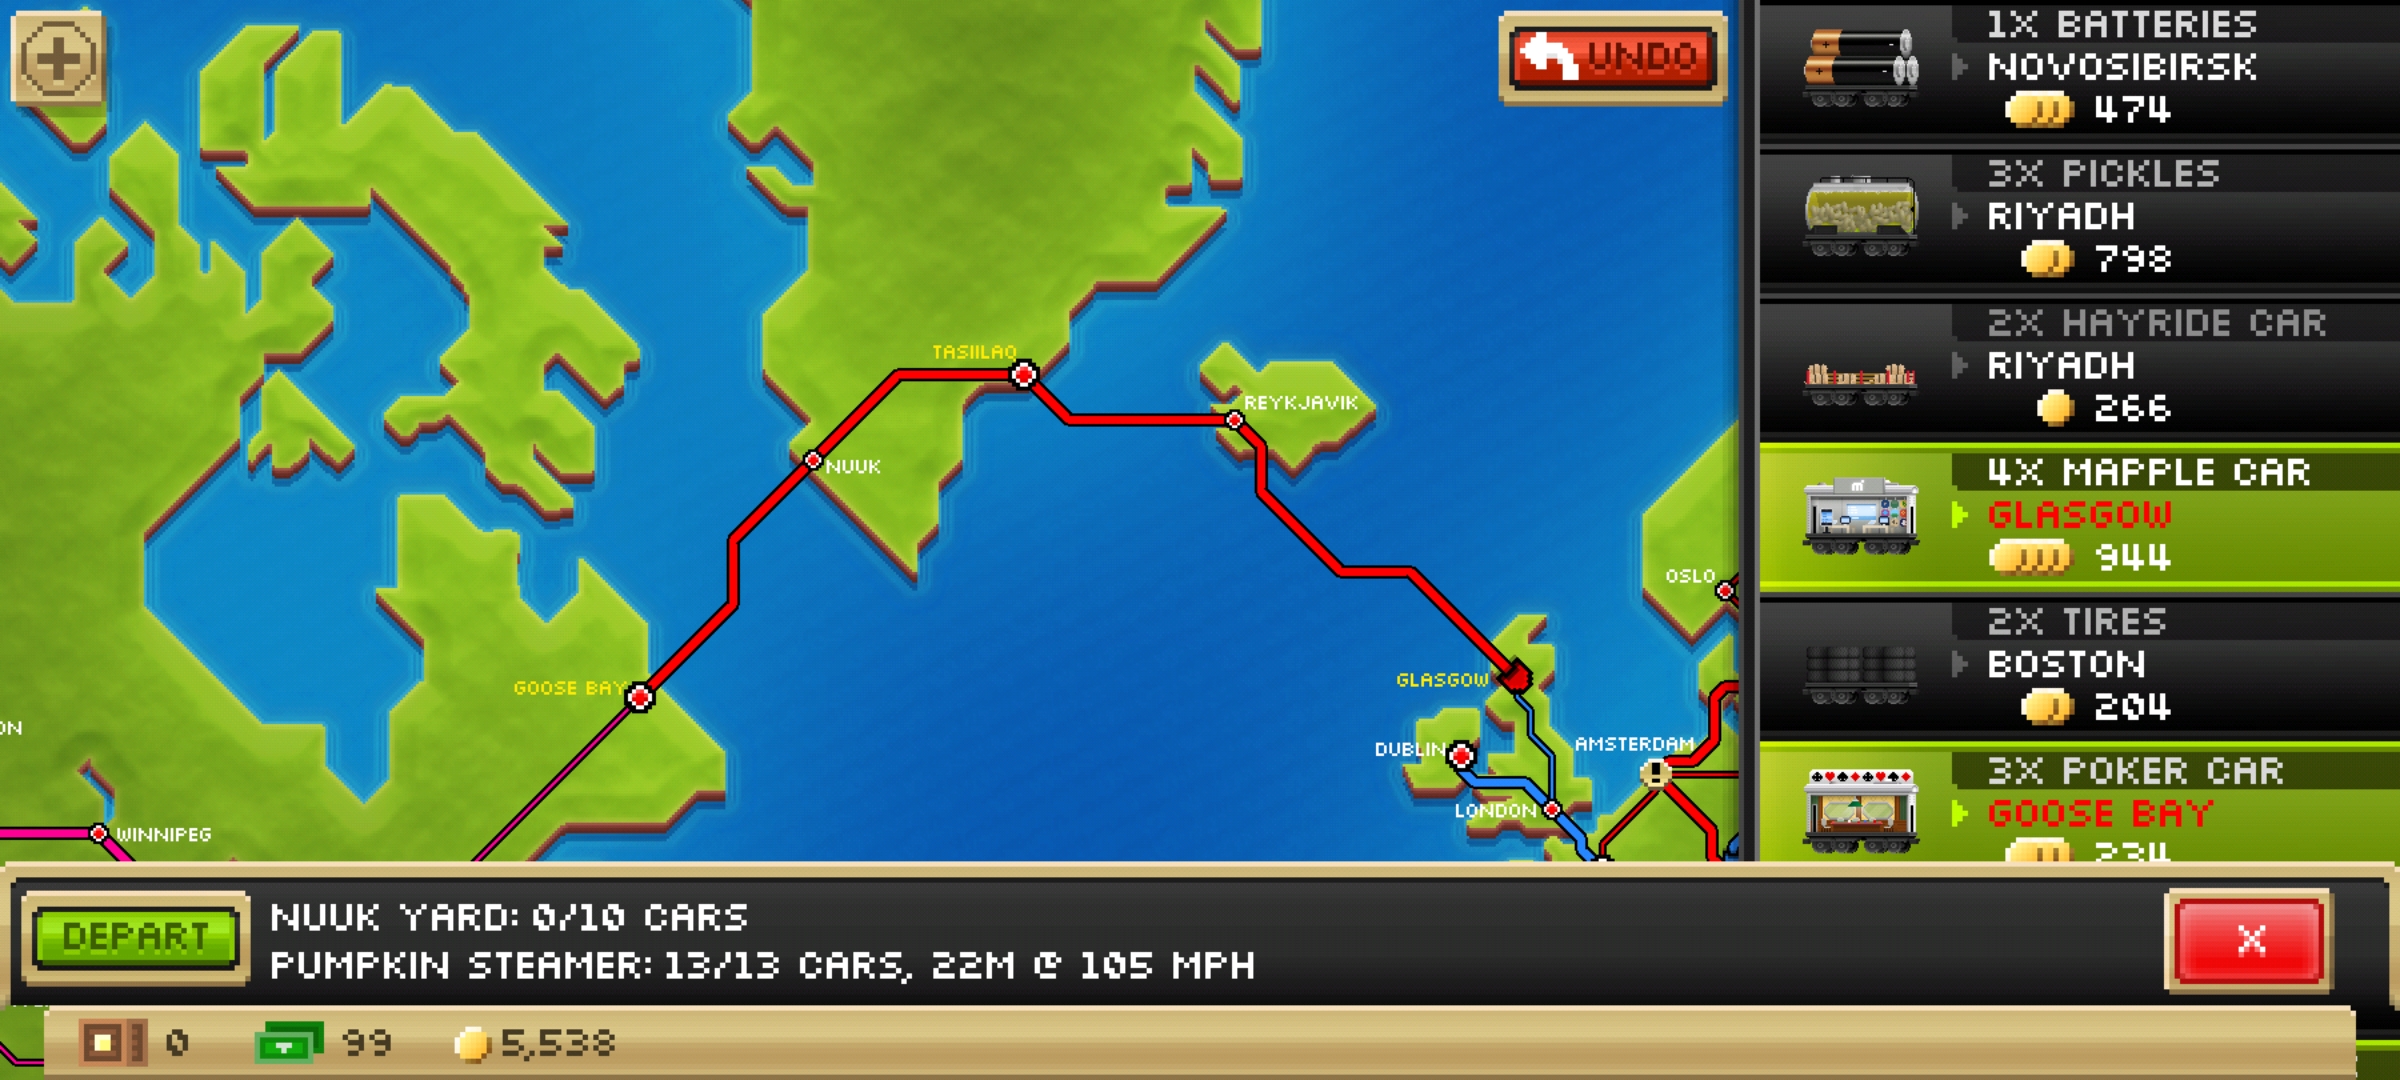 UNDO
TASIILAQ
REYKJAVIK
NUUK
OSLO
GOOSE BAY
GLASGOW
DUBLIN
AMSTERDAM
LONDON
WINNIPEG
1X BATTERIES
NOVOSIBIRSK
474
3X PICKLES
RIYADH
798
2X HAYRIDE CAR
RIYADH
266
4X MAPPLE CAR
GLASGOW
944
2X TIRES
BOSTON
204
3X POKER CAR
GOOSE BAY
234
DEPART
NUUK YARD: 0/10 CARS
PUMPKIN STEAMER: 13/13 CARS, 22M @ 105 MPH
X
0
99
5,538